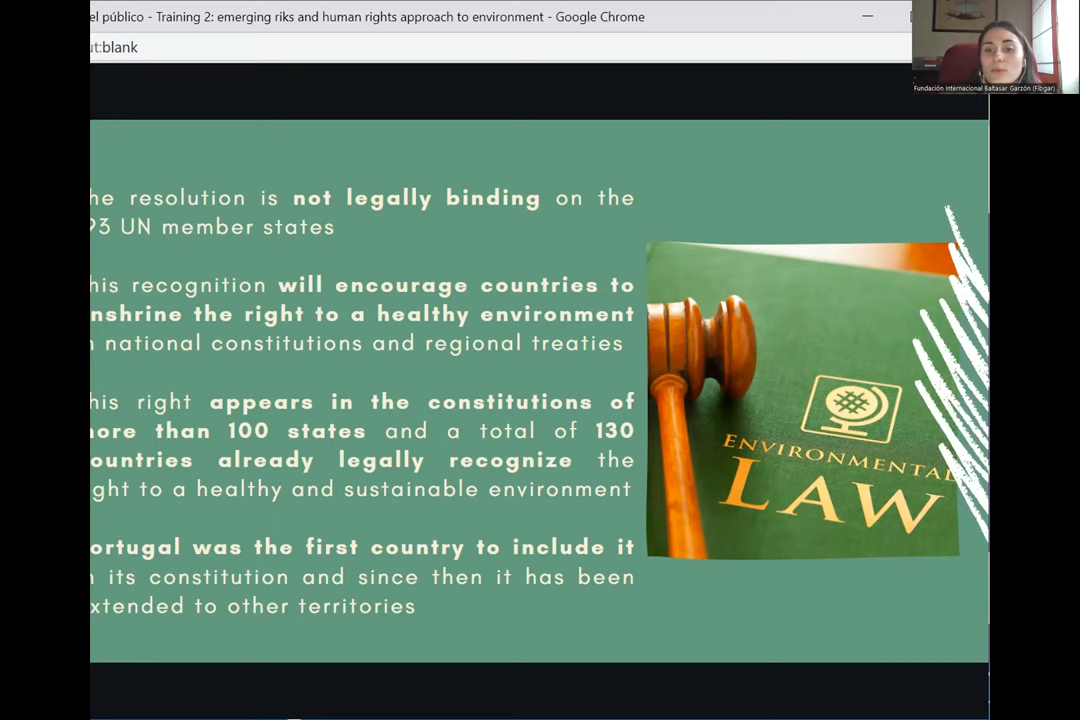 el público - Training 2: emerging riks and human rights approach to environment - Google Chrome
ut:blank
Fundación Internacional Baltasar Garzón (Fibgar)
he resolution is not legally binding on the
93 UN member states
his recognition will encourage countries to
nshrine the right to a healthy environment
n national constitutions and regional treaties
his right appears in the constitutions of
nore than 100 states and a total of 130
ountries already legally recognize the
ight to a healthy and sustainable environment
ortugal was the first country to include it
n its constitution and since then it has been
xtended to other territories
ENVIRONMENTAL
LAW